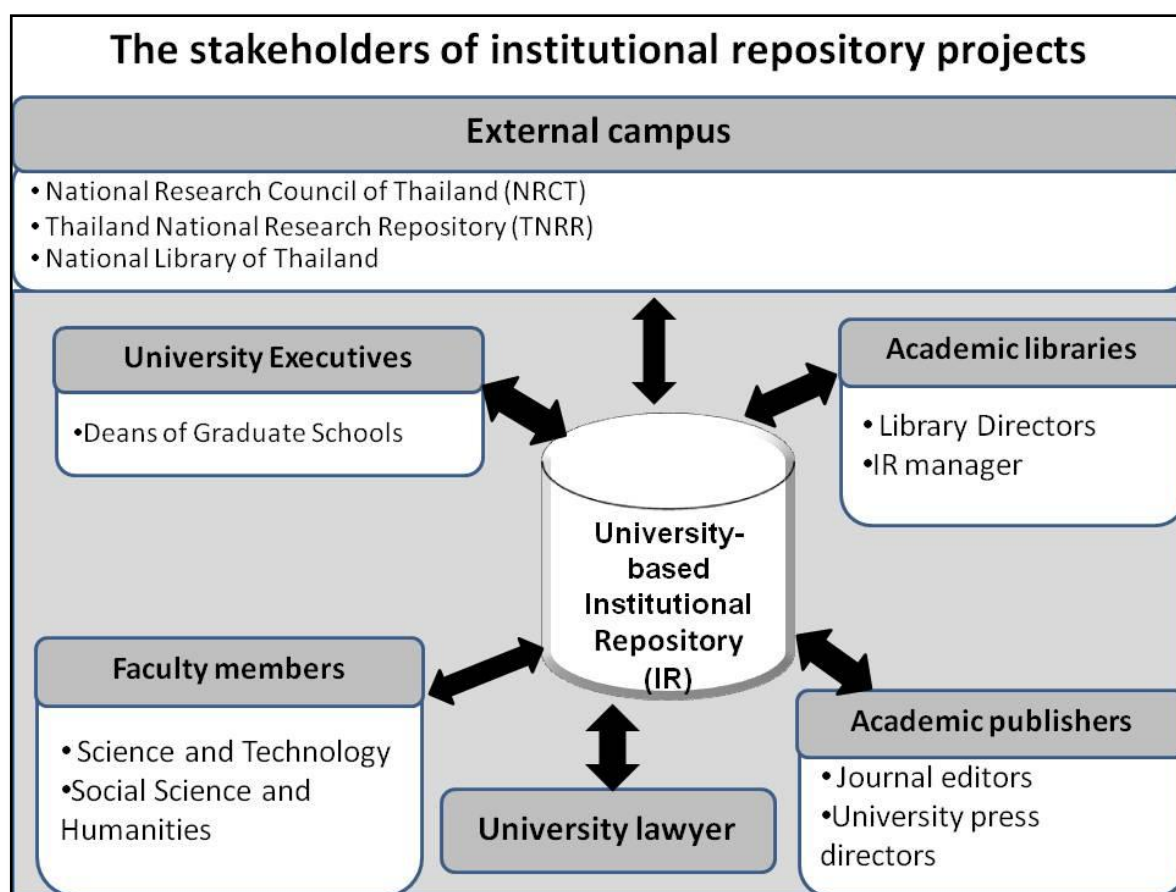 The stakeholders of institutional repository projects
External campus
• National Research Council of Thailand (NRCT)
• Thailand National Research Repository (TNRR)
• National Library of Thailand
University Executives
•Deans of Graduate Schools
Academic libraries
• Library Directors
•IR manager
University-
based
Institutional
Repository
(IR)
Faculty members
• Science and Technology
•Social Science and
Humanities
University lawyer
Academic publishers
•Journal editors
•University press
directors